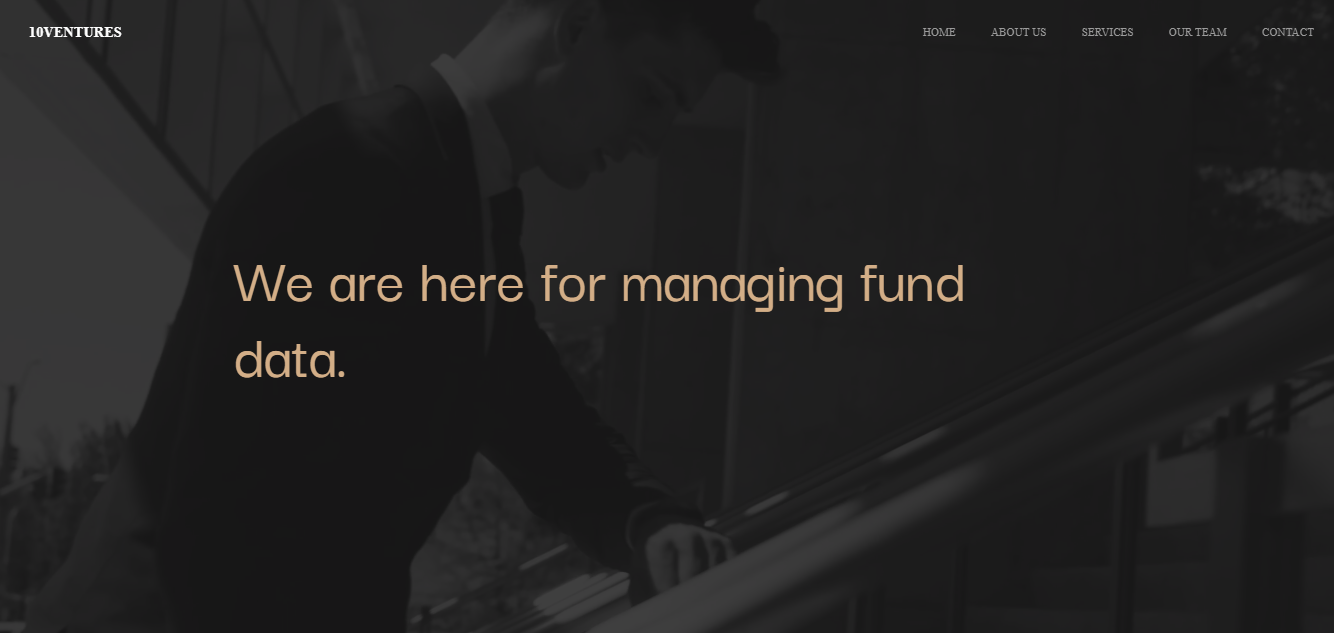 10VENTURES
HOME ABOUT US SERVICES OUR TEAM CONTACT
We are here for managing fund
data.